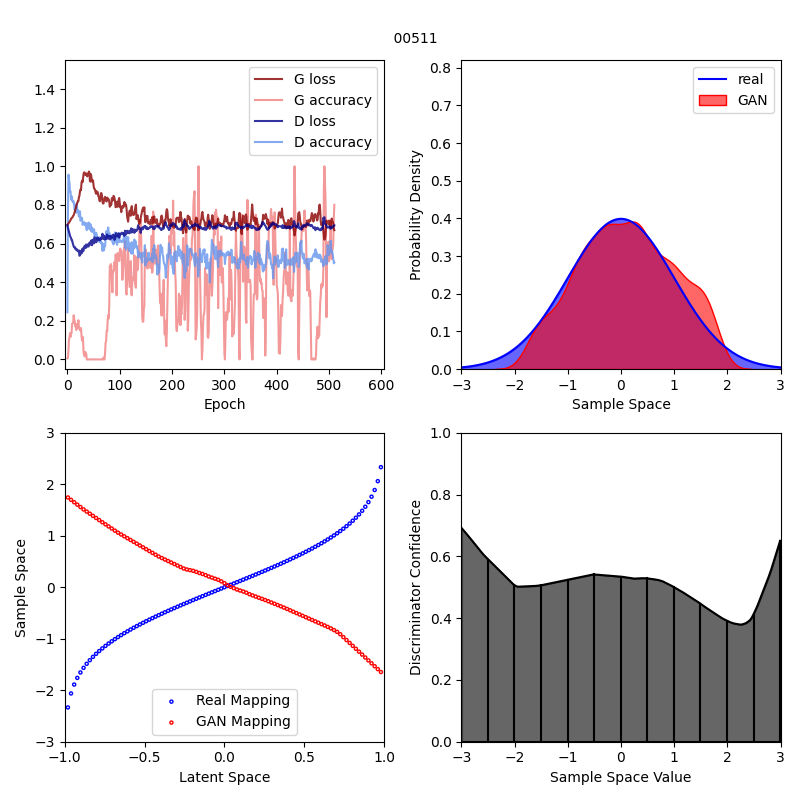 00511
G loss
G accuracy
D loss
D accuracy
1.4
1.2
1.0
0.8
0.6
0.4
0.2
0.0
0 100 200 300 400 500 600
Epoch
real
GAN
Probability Density
0.8
0.7
0.6
0.5
0.4
0.3
0.2
0.1
0.0
−3 −2 −1 0 1 2 3
Sample Space
Sample Space
3
2
1
0
−1
−2
−3
Real Mapping
GAN Mapping
−1.0 −0.5 0.0 0.5 1.0
Latent Space
Discriminator Confidence
1.0
0.8
0.6
0.4
0.2
0.0
−3 −2 −1 0 1 2 3
Sample Space Value